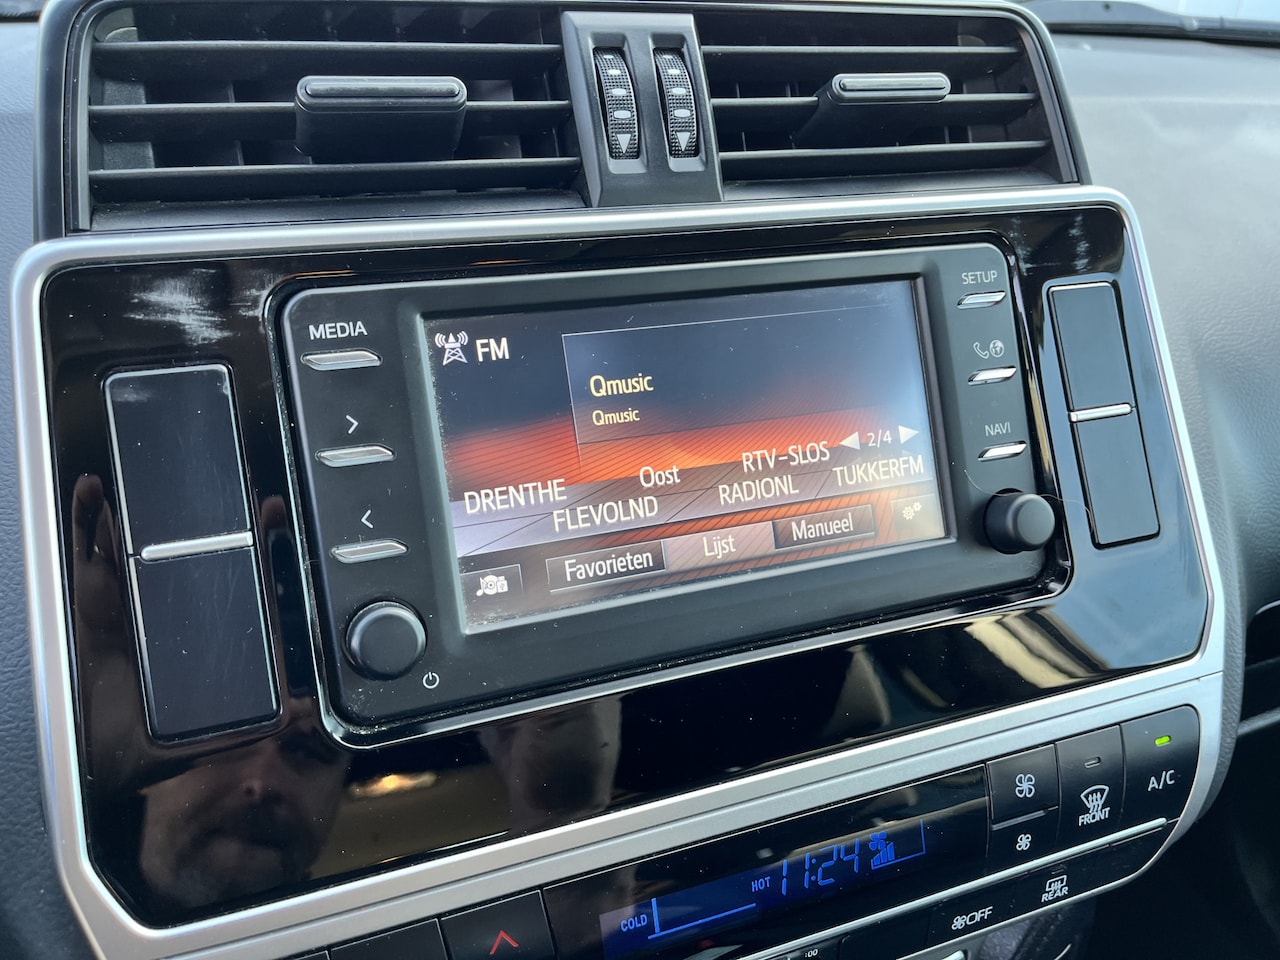 SETUP
MEDIA
FM
Qmusic
Qmusic
NAVI
2/4
DRENTHE Oost RTV-SLOS
FLEVOLND RADIONL TUKKERFM
Favorieten Lijst Manueel
A/C
FRONT
HOT 11:24
COLD
OFF
REAR
:00